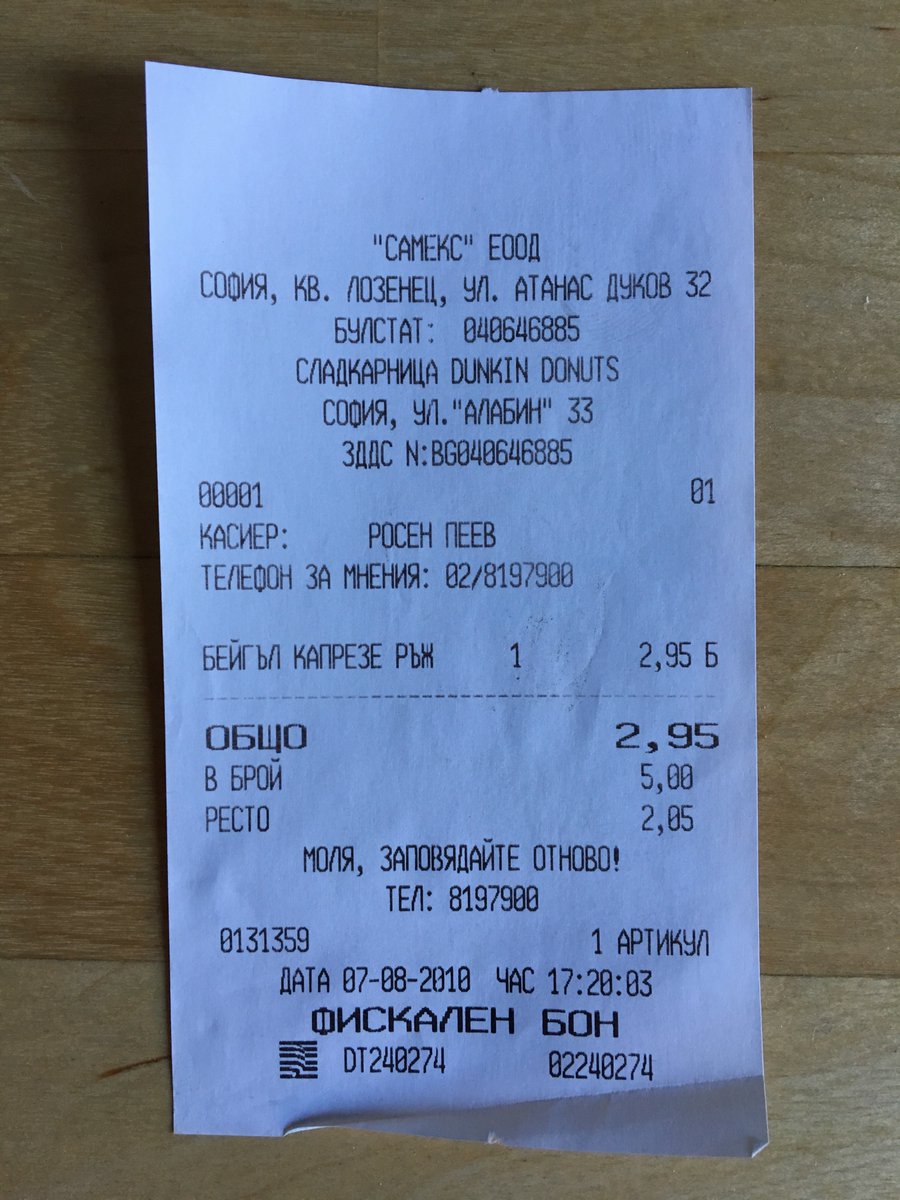 "САМЕКС" ЕООД
СОФИЯ, КВ. ЛОЗЕНЕЦ, УЛ. АТАНАС ДУКОВ 32
БУЛСТАТ: 040646885
СЛАДКАРНИЦА DUNKIN DONUTS
СОФИЯ, УЛ."АЛАБИН" 33
ЗДДС N:BG040646885
00001 01
КАСИЕР: РОСЕН ПЕЕВ
ТЕЛЕФОН ЗА МНЕНИЯ: 02/8197900
БЕЙГЪЛ КАПРЕЗЕ РЪЖ 1 2,95 Б
ОБЩО 2,95
В БРОЙ 5,00
РЕСТО 2,05
МОЛЯ, ЗАПОВЯДАЙТЕ ОТНОВО!
ТЕЛ: 8197900
0131359 1 АРТИКУЛ
ДАТА 07-08-2010 ЧАС 17:20:03
ФИСКАЛЕН БОН
DT240274 02240274